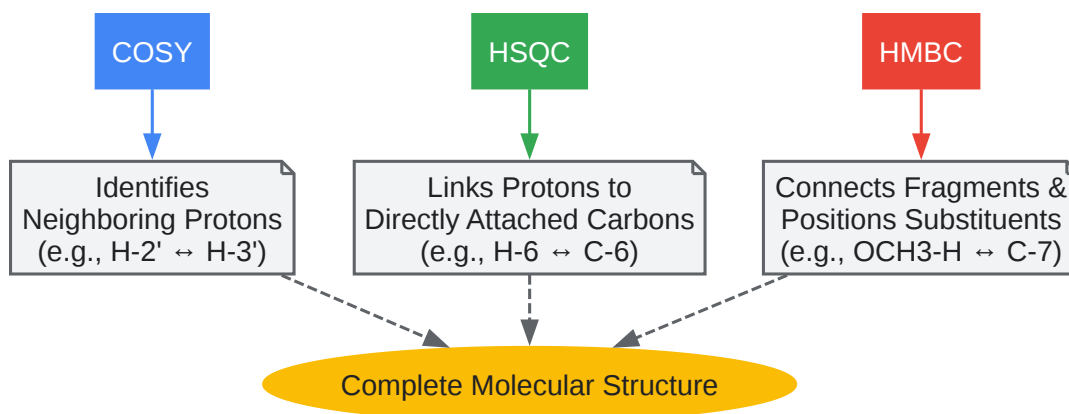 COSY
HSQC
HMBC
Identifies
Neighboring Protons
(e.g., H-2' ↔ H-3')
Links Protons to
Directly Attached Carbons
(e.g., H-6 ↔ C-6)
Connects Fragments &
Positions Substituents
(e.g., OCH3-H ↔ C-7)
Complete Molecular Structure